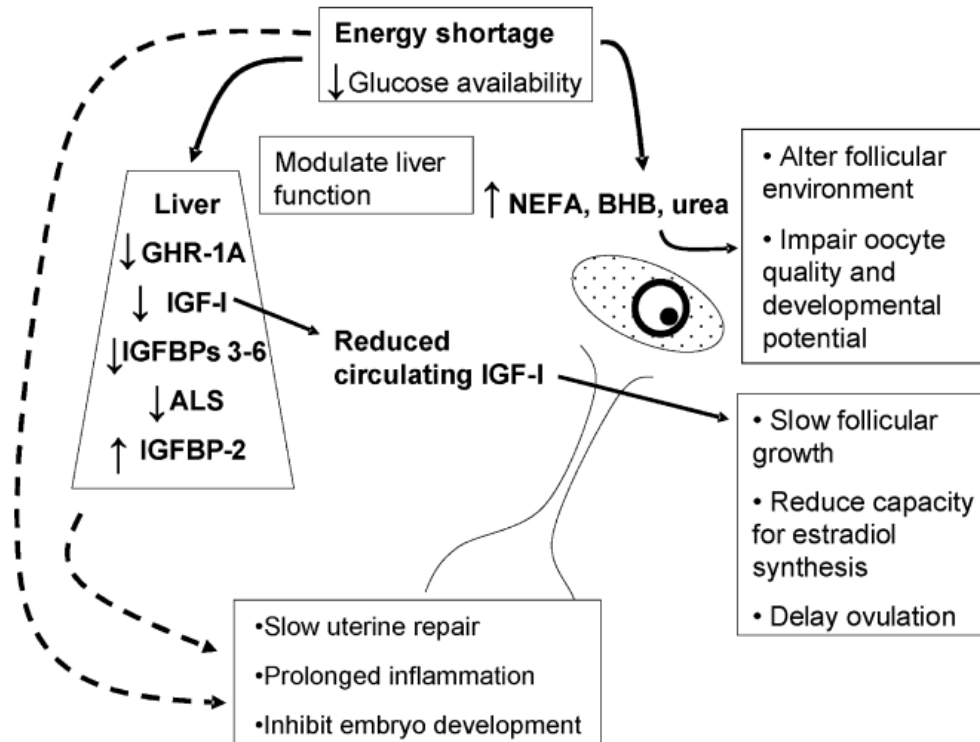 Energy shortage
↓Glucose availability
Modulate liver
function
Liver
↓ GHR-1A
↓ IGF-I
↓IGFBPs 3-6
↓ALS
↑ IGFBP-2
↑ NEFA, BHB, urea
Reduced
circulating IGF-I
• Alter follicular
environment
• Impair oocyte
quality and
developmental
potential
• Slow follicular
growth
• Reduce capacity
for estradiol
synthesis
• Delay ovulation
•Slow uterine repair
•Prolonged inflammation
•Inhibit embryo development